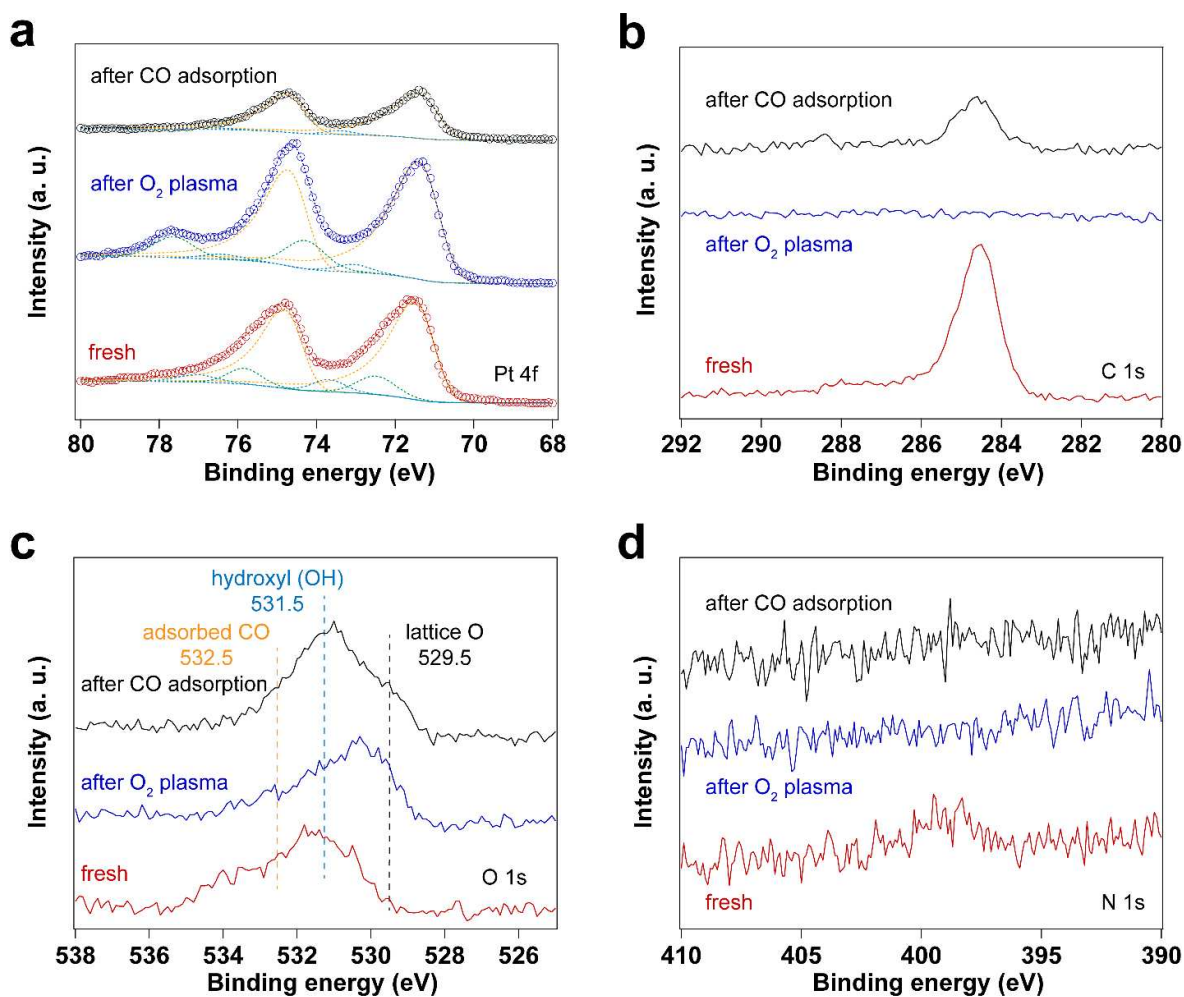 a
after CO adsorption
after O₂ plasma
fresh
Pt 4f
Intensity (a. u.)
80 78 76 74 72 70 68
Binding energy (eV)
b
after CO adsorption
after O₂ plasma
fresh
C 1s
Intensity (a. u.)
292 290 288 286 284 282 280
Binding energy (eV)
c
hydroxyl (OH)
531.5
adsorbed CO
532.5
lattice O
529.5
after CO adsorption
after O₂ plasma
fresh
O 1s
Intensity (a. u.)
538 536 534 532 530 528 526
Binding energy (eV)
d
after CO adsorption
after O₂ plasma
fresh
N 1s
Intensity (a. u.)
410 405 400 395 390
Binding energy (eV)